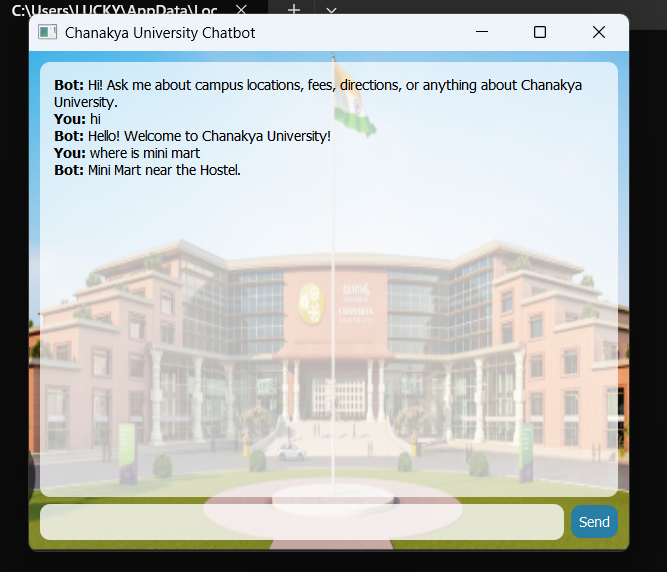 C:\Users\LUCKY\AppData\Loc
Chanakya University Chatbot
Bot: Hi! Ask me about campus locations, fees, directions, or anything about Chanakya
University.
You: hi
Bot: Hello! Welcome to Chanakya University!
You: where is mini mart
Bot: Mini Mart near the Hostel.
CHANAKYA
UNIVERSITY
Send